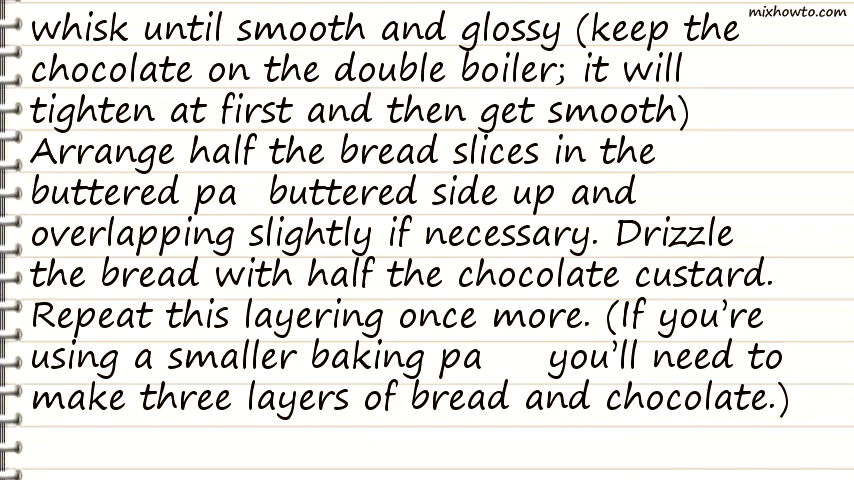 mixhowto.com
whisk until smooth and glossy (keep the
chocolate on the double boiler; it will
tighten at first and then get smooth)
Arrange half the bread slices in the
buttered pa buttered side up and
overlapping slightly if necessary. Drizzle
the bread with half the chocolate custard.
Repeat this layering once more. (If you’re
using a smaller baking pa you’ll need to
make three layers of bread and chocolate.)